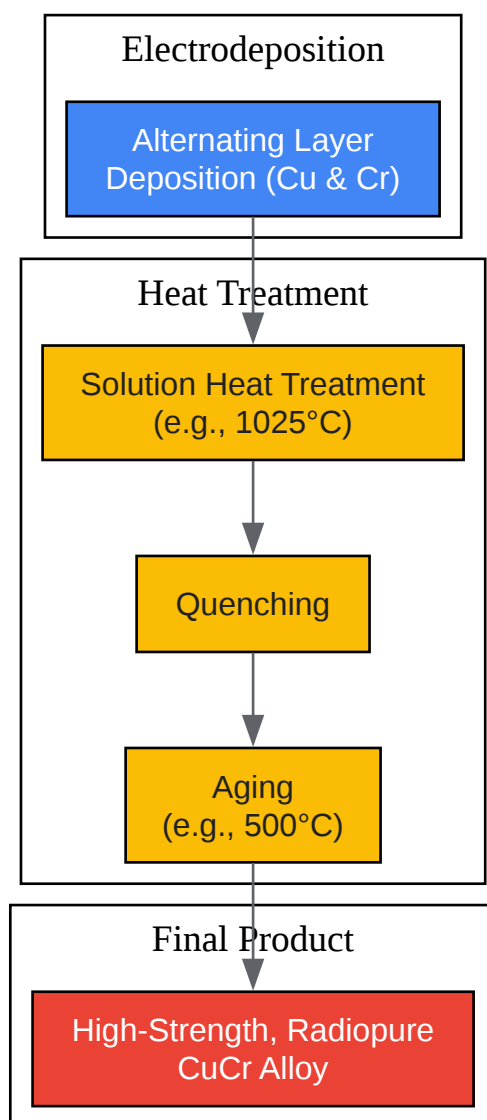 Electrodeposition
Alternating Layer
Deposition (Cu & Cr)
Heat Treatment
Solution Heat Treatment
(e.g., 1025°C)
Quenching
Aging
(e.g., 500°C)
Final Product
High-Strength, Radiopure
CuCr Alloy